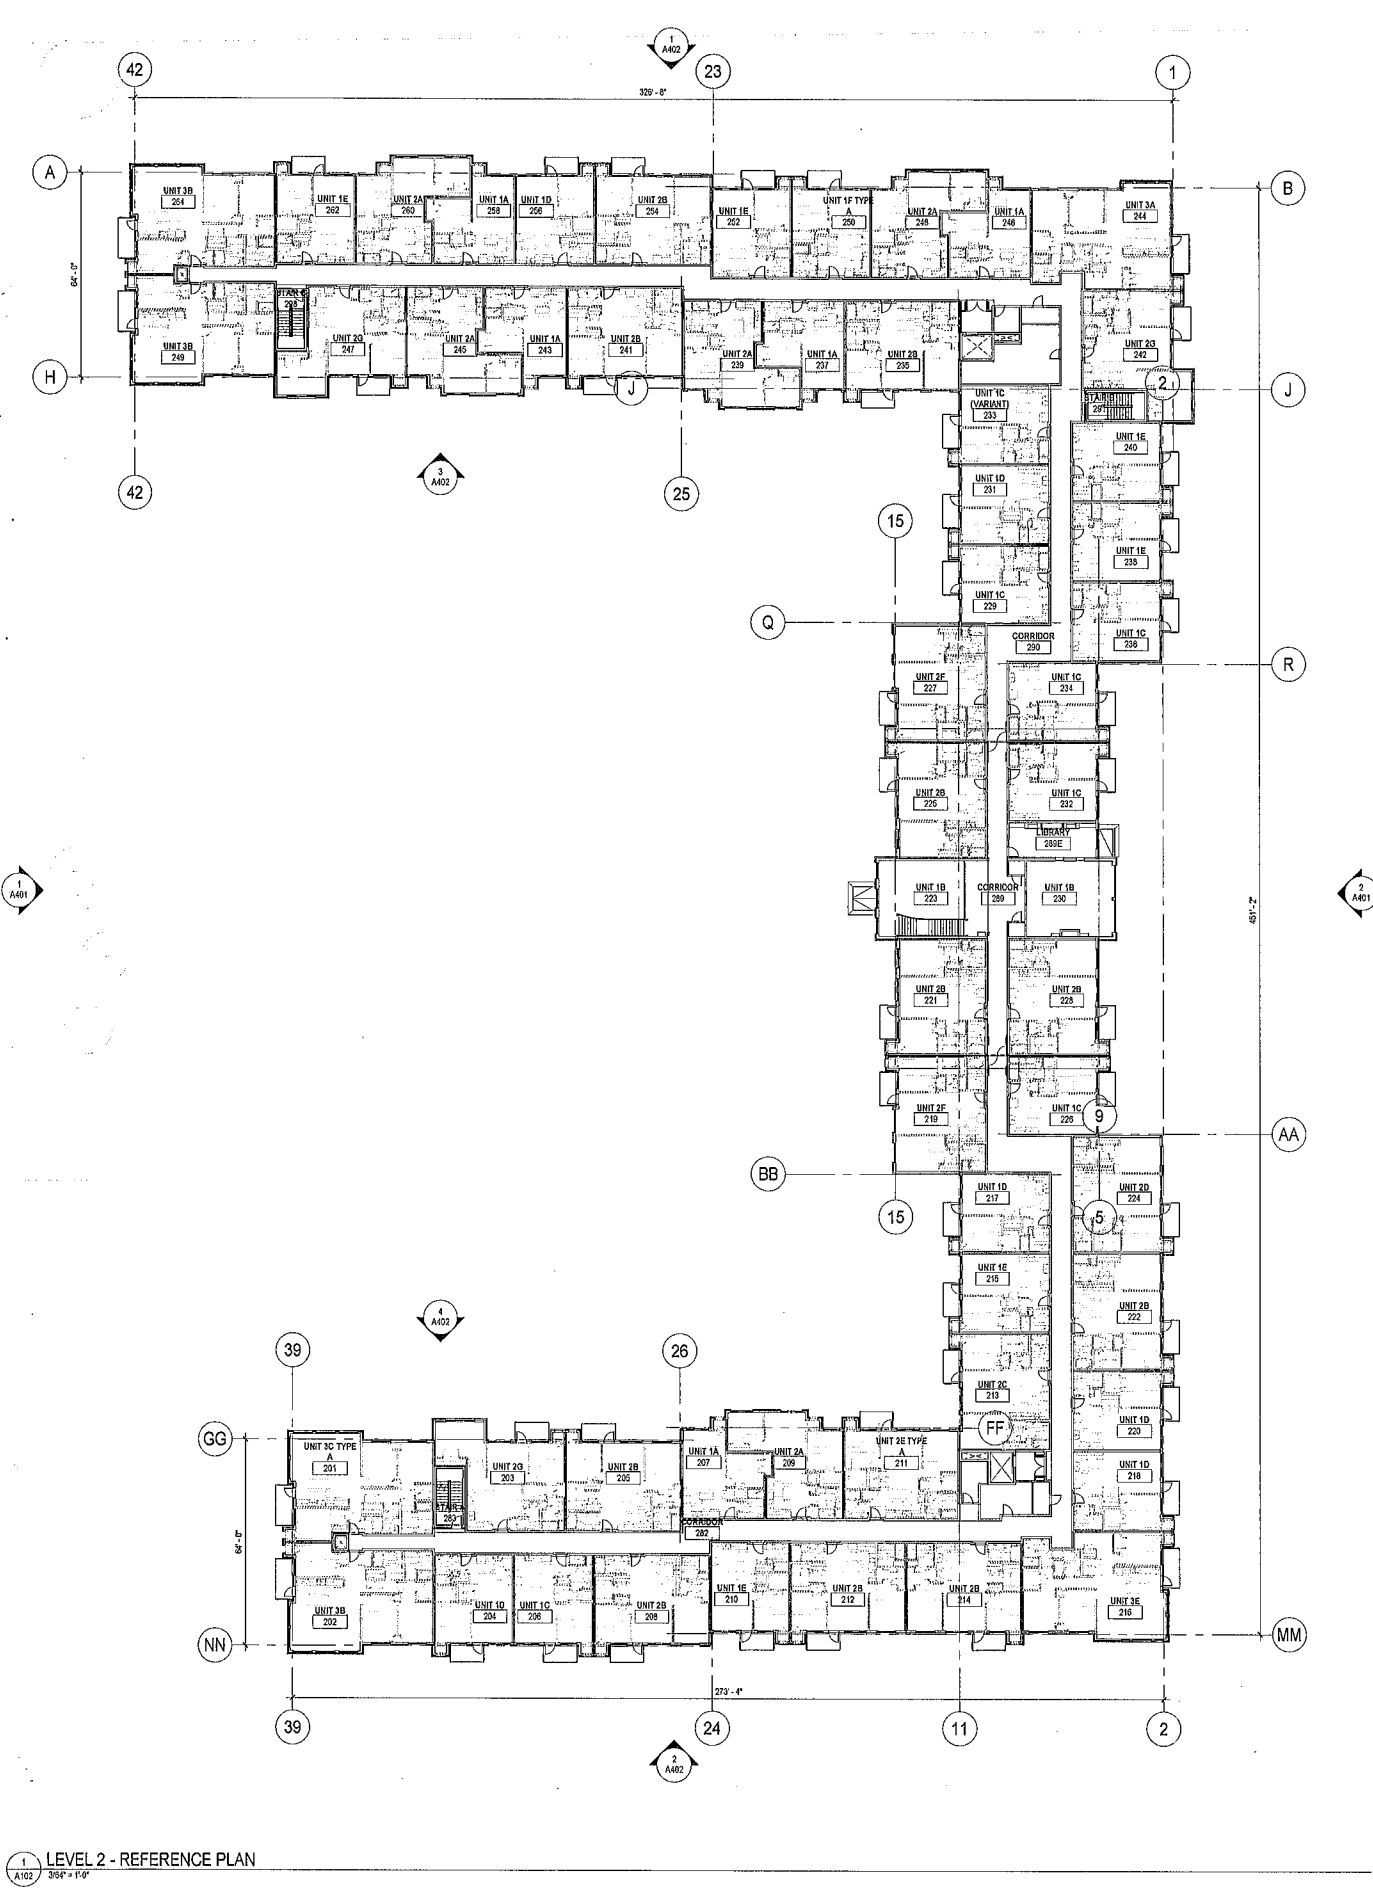 1
A402
42
23
1
326' - 8"
A
B
UNIT 3B
264
UNIT 1E
262
UNIT 2A
260
UNIT 1A
258
UNIT 1D
256
UNIT 2B
254
UNIT 1E
252
UNIT 1F TYPE
A
250
UNIT 2A
248
UNIT 1A
246
UNIT 3A
244
64' - 0"
UNIT 3B
249
UNIT 2G
247
UNIT 2A
245
UNIT 1A
243
UNIT 2B
241
UNIT 2A
239
UNIT 1A
237
UNIT 2B
235
UNIT 2G
242
H
J
2
J
UNIT 1C
(VARIANT)
233
3
A402
42
25
UNIT 1E
240
UNIT 1D
231
15
UNIT 1E
238
UNIT 1C
229
Q
CORRIDOR
290
UNIT 1C
236
R
UNIT 2F
227
UNIT 1C
234
UNIT 2B
225
UNIT 1C
232
LIBRARY
289E
1
A401
UNIT 1B
223
CORRIDOR
289
UNIT 1B
230
451' - 2"
2
A401
UNIT 2B
221
UNIT 2B
228
UNIT 2F
219
UNIT 1C
226
9
AA
BB
UNIT 1D
217
UNIT 2D
224
15
5
UNIT 1E
215
UNIT 2B
222
4
A402
39
26
UNIT 2C
213
UNIT 1D
220
GG
FF
UNIT 3C TYPE
A
201
UNIT 2G
203
UNIT 2B
205
UNIT 1A
207
UNIT 2A
209
UNIT 2E TYPE
A
211
UNIT 1D
218
STAIR A
283
CORRIDOR
282
64' - 0"
UNIT 3B
202
UNIT 1D
204
UNIT 1C
206
UNIT 2B
208
UNIT 1E
210
UNIT 2B
212
UNIT 2B
214
UNIT 3E
216
NN
MM
273' - 4"
39
24
11
2
2
A402
1
A102
LEVEL 2 - REFERENCE PLAN
3/64" = 1'-0"